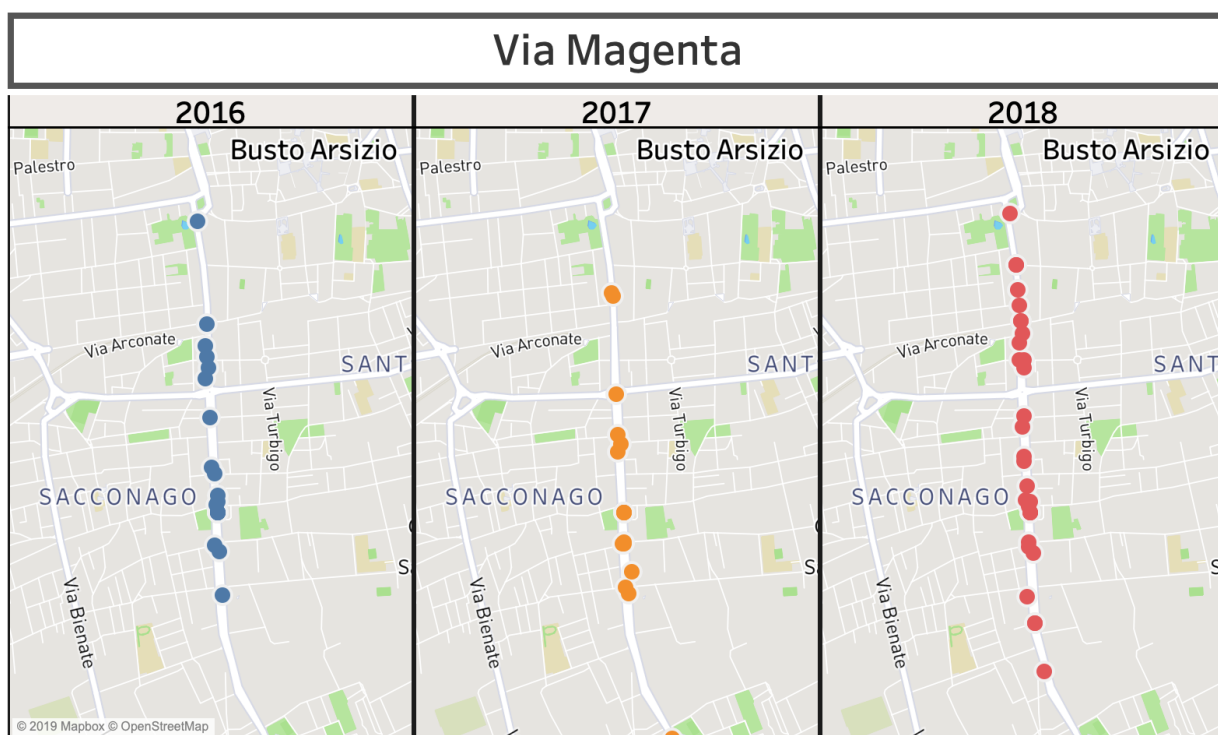 Via Magenta
2016
2017
2018
Busto Arsizio
Palestro
Via Arconate
SANT
Via Turbigo
SACCONAGO
Via Bienate
© 2019 Mapbox © OpenStreetMap
Busto Arsizio
Palestro
Via Arconate
SANT
Via Turbigo
SACCONAGO
Via Bienate
Busto Arsizio
Palestro
Via Arconate
SANT
Via Turbigo
SACCONAGO
Via Bienate